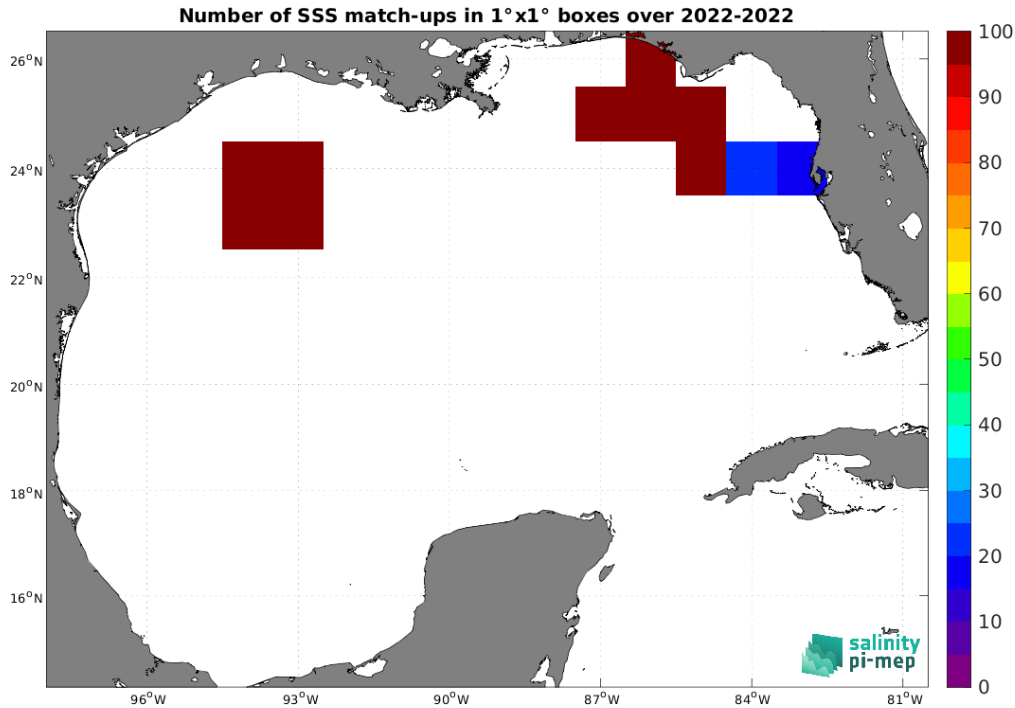 Number of SSS match-ups in 1°x1° boxes over 2022-2022
26°N
24°N
22°N
20°N
18°N
16°N
96°W
93°W
90°W
87°W
84°W
81°W
100
90
80
70
60
50
40
30
20
10
0
salinity
pi-mep